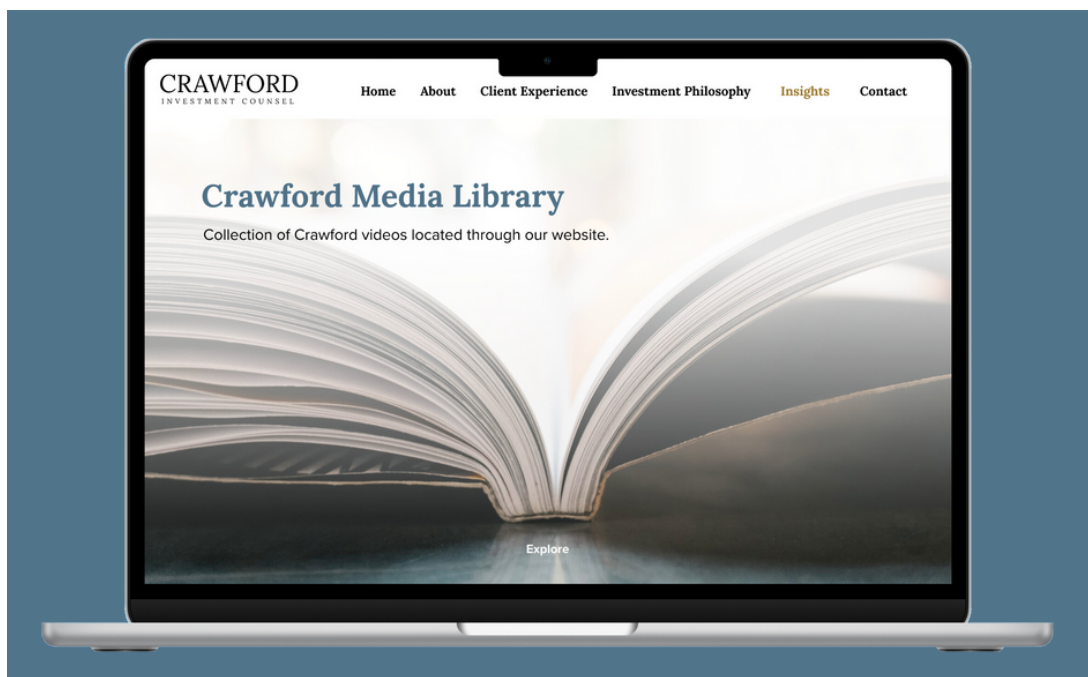 CRAWFORD
INVESTMENT COUNSEL
Home About Client Experience Investment Philosophy Insights Contact
Crawford Media Library
Collection of Crawford videos located through our website.
Explore